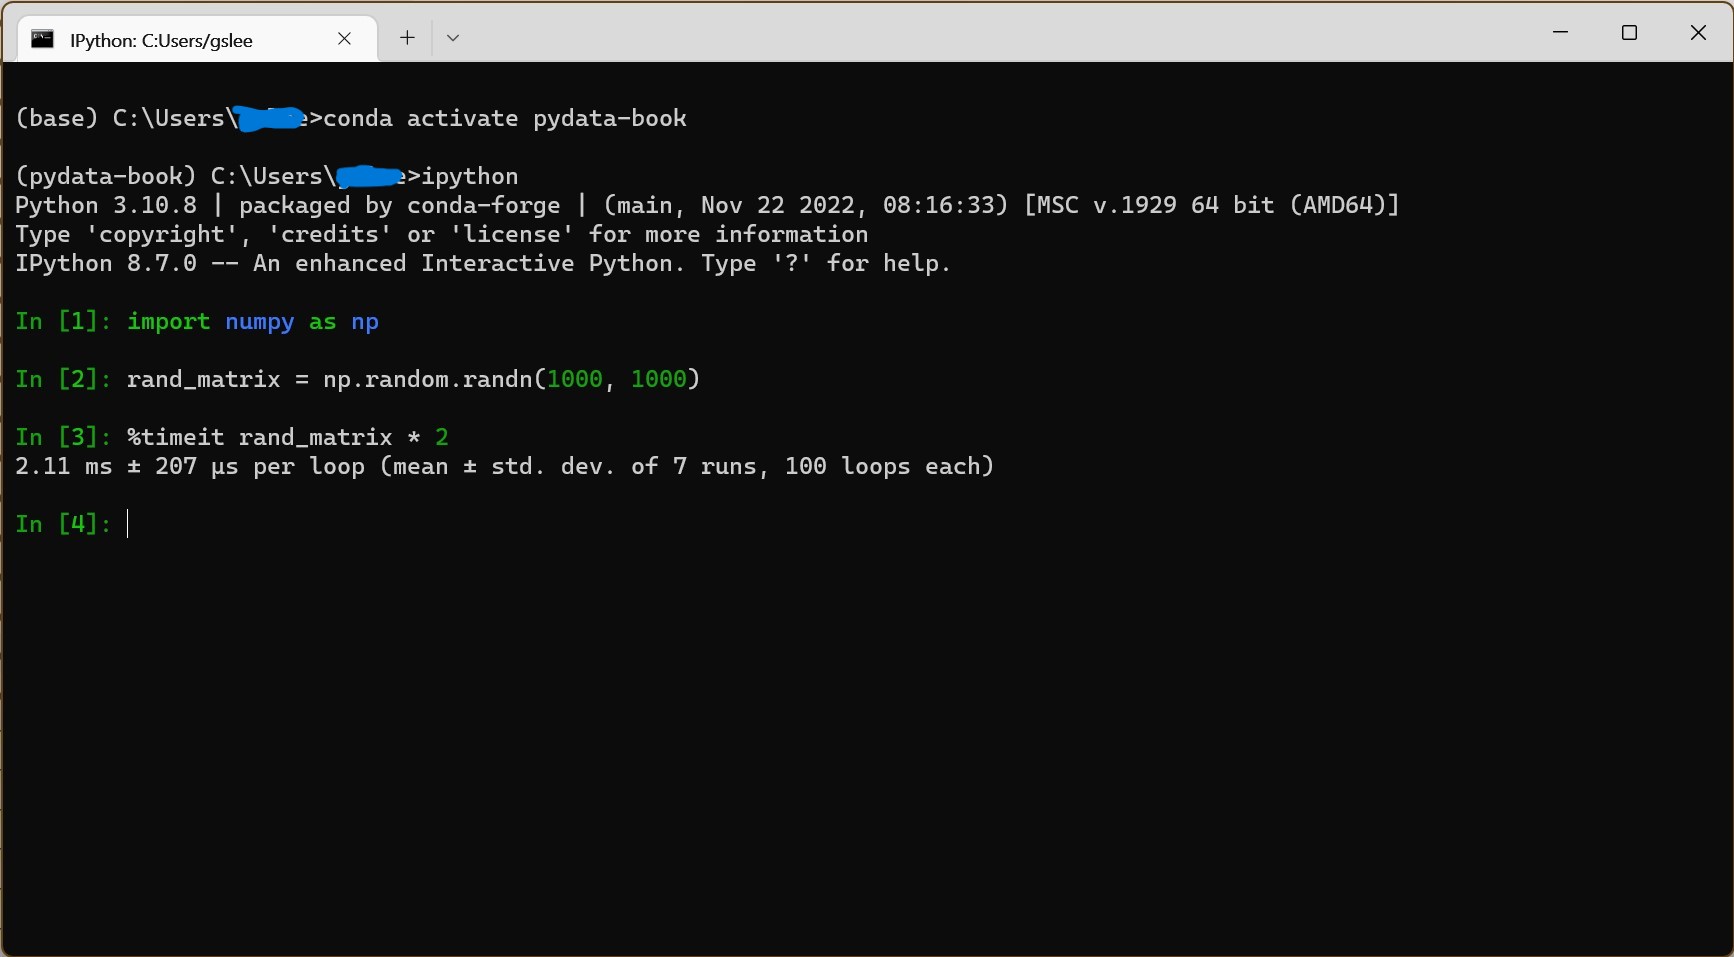 IPython: C:Users/gslee
(base) C:\Users\ e>conda activate pydata-book
(pydata-book) C:\Users\ e>ipython
Python 3.10.8 | packaged by conda-forge | (main, Nov 22 2022, 08:16:33) [MSC v.1929 64 bit (AMD64)]
Type 'copyright', 'credits' or 'license' for more information
IPython 8.7.0 -- An enhanced Interactive Python. Type '?' for help.
In [1]: import numpy as np
In [2]: rand_matrix = np.random.randn(1000, 1000)
In [3]: %timeit rand_matrix * 2
2.11 ms ± 207 µs per loop (mean ± std. dev. of 7 runs, 100 loops each)
In [4]: